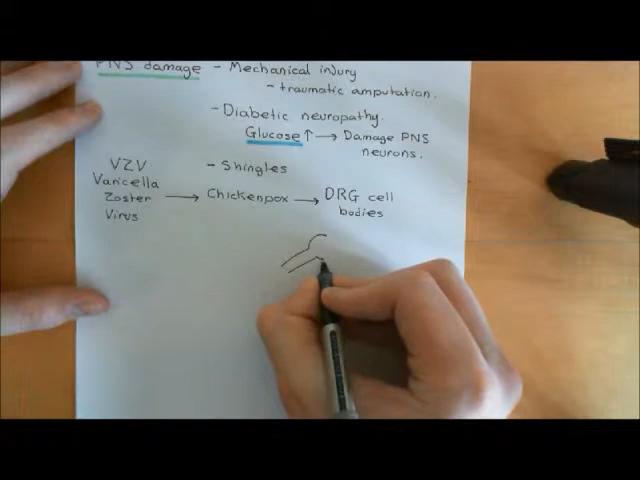 PNS damage - Mechanical injury
- traumatic amputation.
- Diabetic neuropathy.
Glucose ↑ → Damage PNS
neurons.
- Shingles
VZV
Varicella
Zoster → Chickenpox → DRG cell
Virus bodies